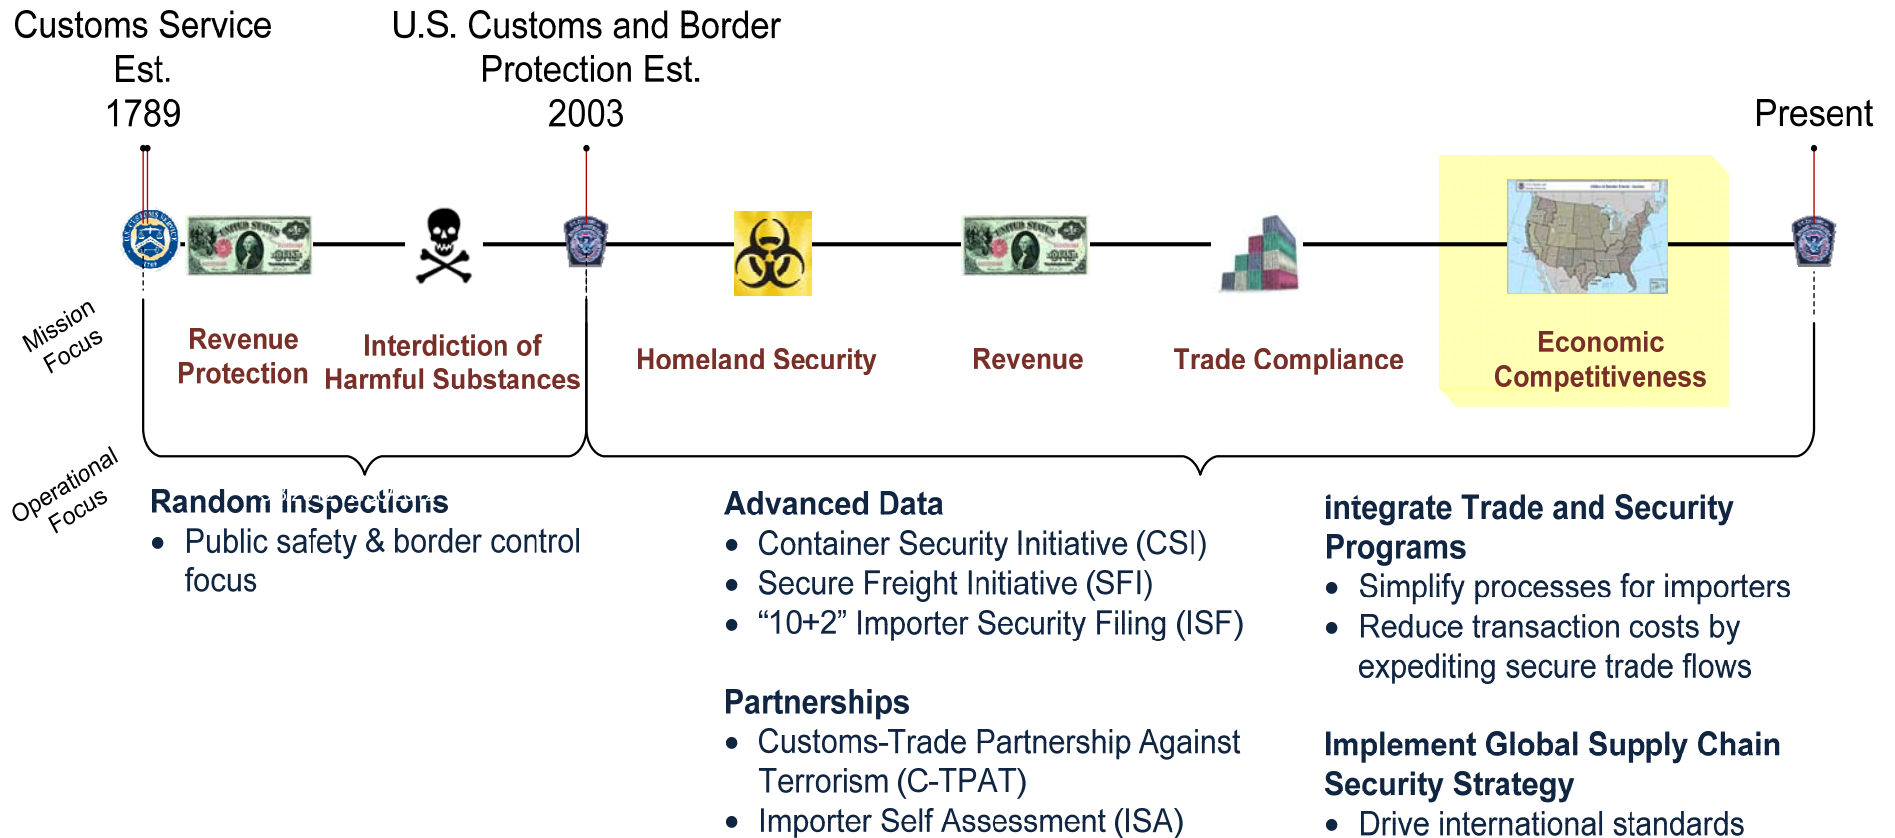 Customs Service
Est.
1789
U.S. Customs and Border
Protection Est.
2003
Present
Mission
Focus
Revenue
Protection
Interdiction of
Harmful Substances
Homeland Security
Revenue
Trade Compliance
Economic
Competitiveness
Operational
Focus
Random Inspections
• Public safety & border control
focus
Advanced Data
• Container Security Initiative (CSI)
• Secure Freight Initiative (SFI)
• “10+2” Importer Security Filing (ISF)
Partnerships
• Customs-Trade Partnership Against
Terrorism (C-TPAT)
• Importer Self Assessment (ISA)
integrate Trade and Security
Programs
• Simplify processes for importers
• Reduce transaction costs by
expediting secure trade flows
Implement Global Supply Chain
Security Strategy
• Drive international standards